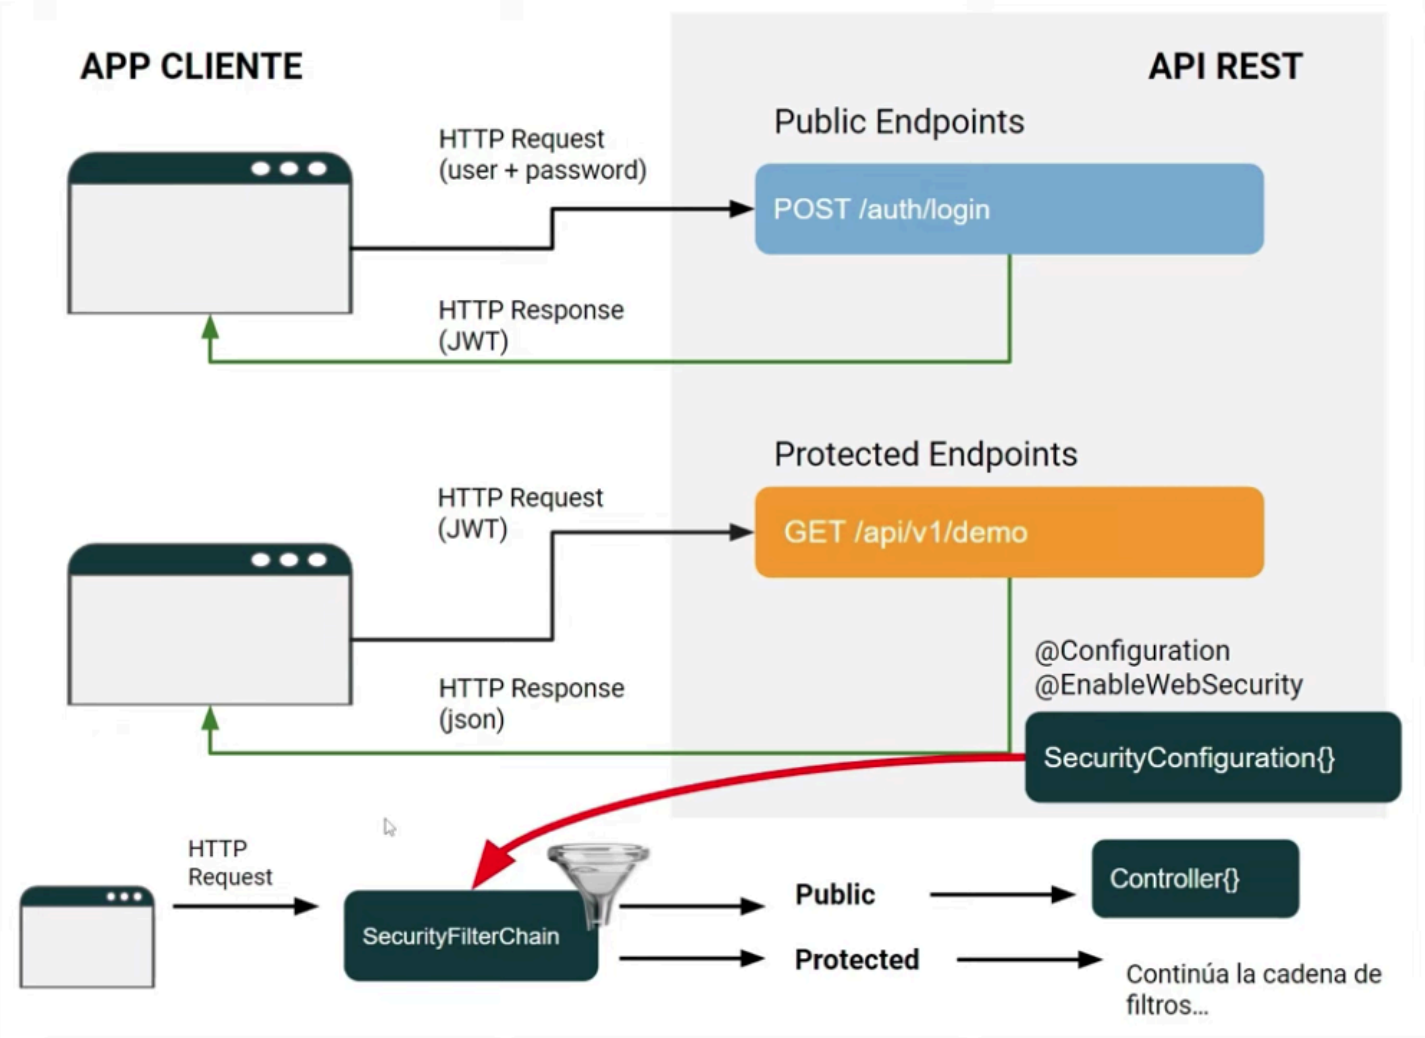 APP CLIENTE
API REST
Public Endpoints
HTTP Request
(user + password)
POST /auth/login
HTTP Response
(JWT)
Protected Endpoints
HTTP Request
(JWT)
GET /api/v1/demo
@Configuration
@EnableWebSecurity
HTTP Response
(json)
SecurityConfiguration{}
HTTP
Request
SecurityFilterChain
Public
Controller{}
Protected
Continúa la cadena de
filtros...